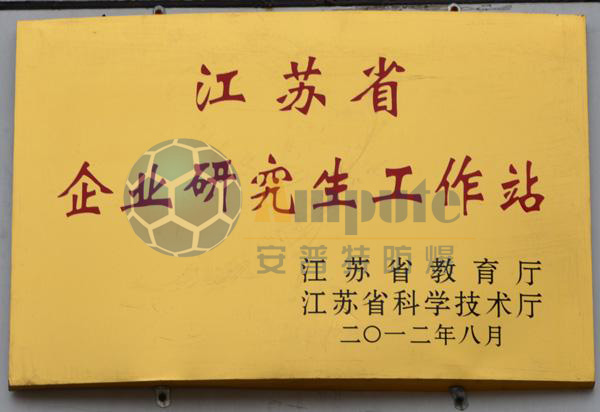 江苏省
企业研究生工作站
Ampote
安普特防爆
江苏省教育厅
江苏省科学技术厅
二〇一二年八月